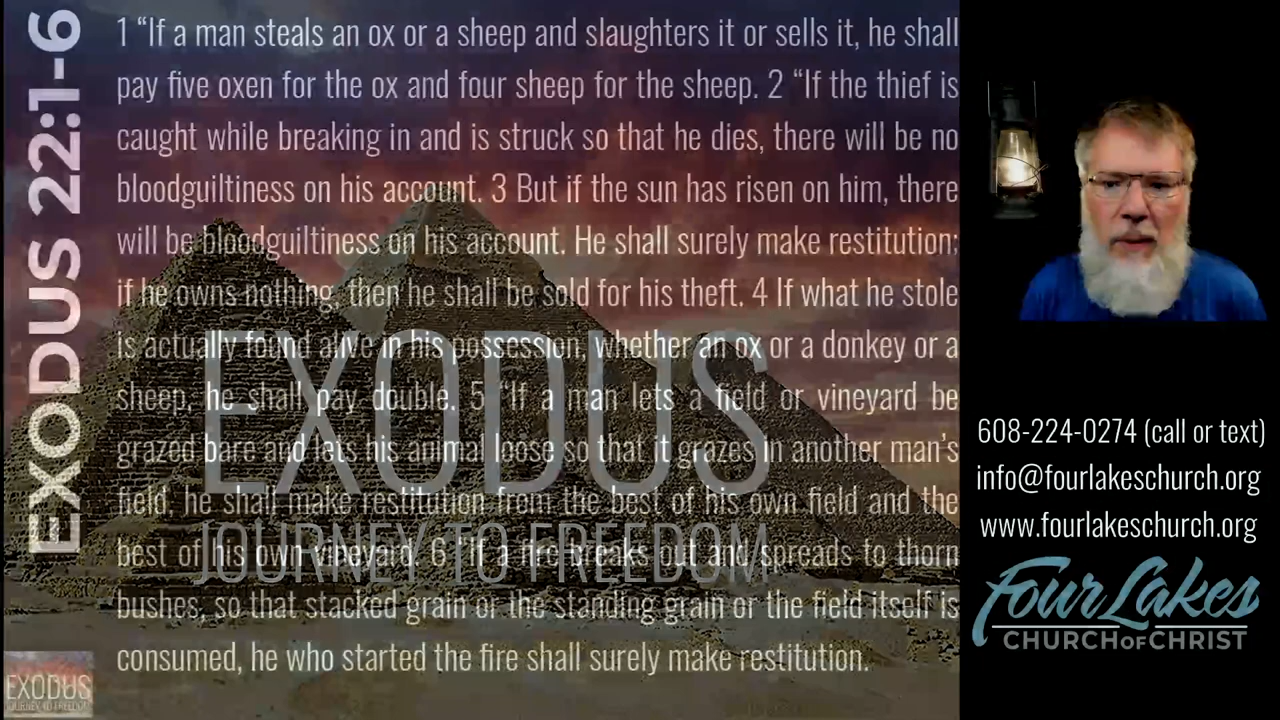 EXODUS 22:1-6
1 “If a man steals an ox or a sheep and slaughters it or sells it, he shall
pay five oxen for the ox and four sheep for the sheep. 2 “If the thief is
caught while breaking in and is struck so that he dies, there will be no
bloodguiltiness on his account. 3 But if the sun has risen on him, there
will be bloodguiltiness on his account. He shall surely make restitution;
if he owns nothing, then he shall be sold for his theft. 4 If what he stole
is actually found alive in his possession, whether an ox or a donkey or a
sheep, he shall pay double. 5 “If a man lets a field or vineyard be
grazed bare and lets his animal loose so that it grazes in another man’s
field, he shall make restitution from the best of his own field and the
best of his own vineyard. 6 “If a fire breaks out and spreads to thorn
bushes, so that stacked grain or the standing grain or the field itself is
consumed, he who started the fire shall surely make restitution.
EXODUS
JOURNEY TO FREEDOM
EXODUS
JOURNEY TO FREEDOM
608-224-0274 (call or text)
info@fourlakeschurch.org
www.fourlakeschurch.org
Four Lakes
CHURCH OF CHRIST